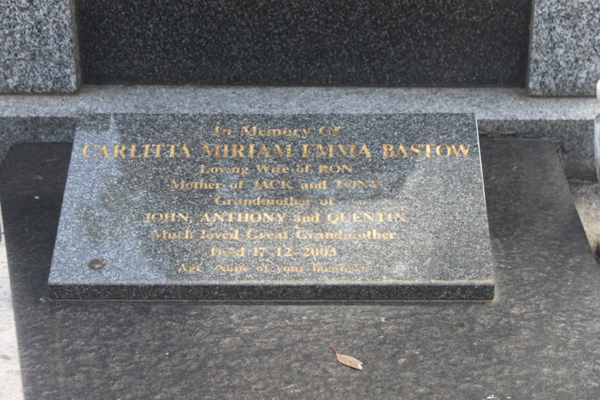 In Memory Of
CARLITTA MIRIAM EMMA BASTOW
Loving Wife of RON
Mother of JACK and
Grandmother of
JOHN, ANTHONY and QUENTIN
Much loved Great Grandmother
Died 17-12-2003
Age "None of your business"